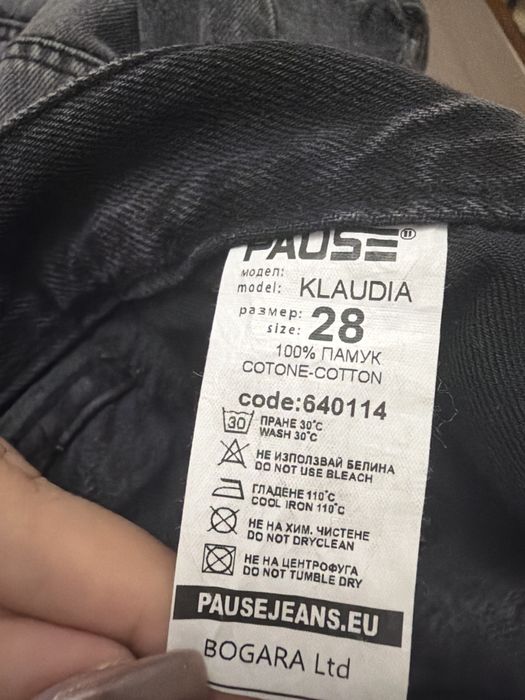 PAUSE®
модел:
model: KLAUDIA
размер:
size: 28
100% ПАМУК
COTONE-COTTON
code:640114
30 ПРАНЕ 30°C
WASH 30°C
НЕ ИЗПОЛЗВАЙ БЕЛИНА
DO NOT USE BLEACH
ГЛАДЕНЕ 110°C
COOL IRON 110°C
НЕ НА ХИМ. ЧИСТЕНЕ
DO NOT DRYCLEAN
НЕ НА ЦЕНТРОФУГА
DO NOT TUMBLE DRY
PAUSEJEANS.EU
BOGARA Ltd